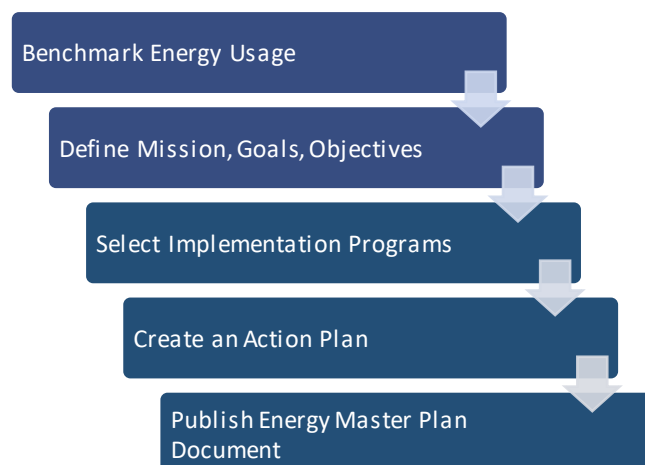 Benchmark Energy Usage
Define Mission, Goals, Objectives
Select Implementation Programs
Create an Action Plan
Publish Energy Master Plan
Document